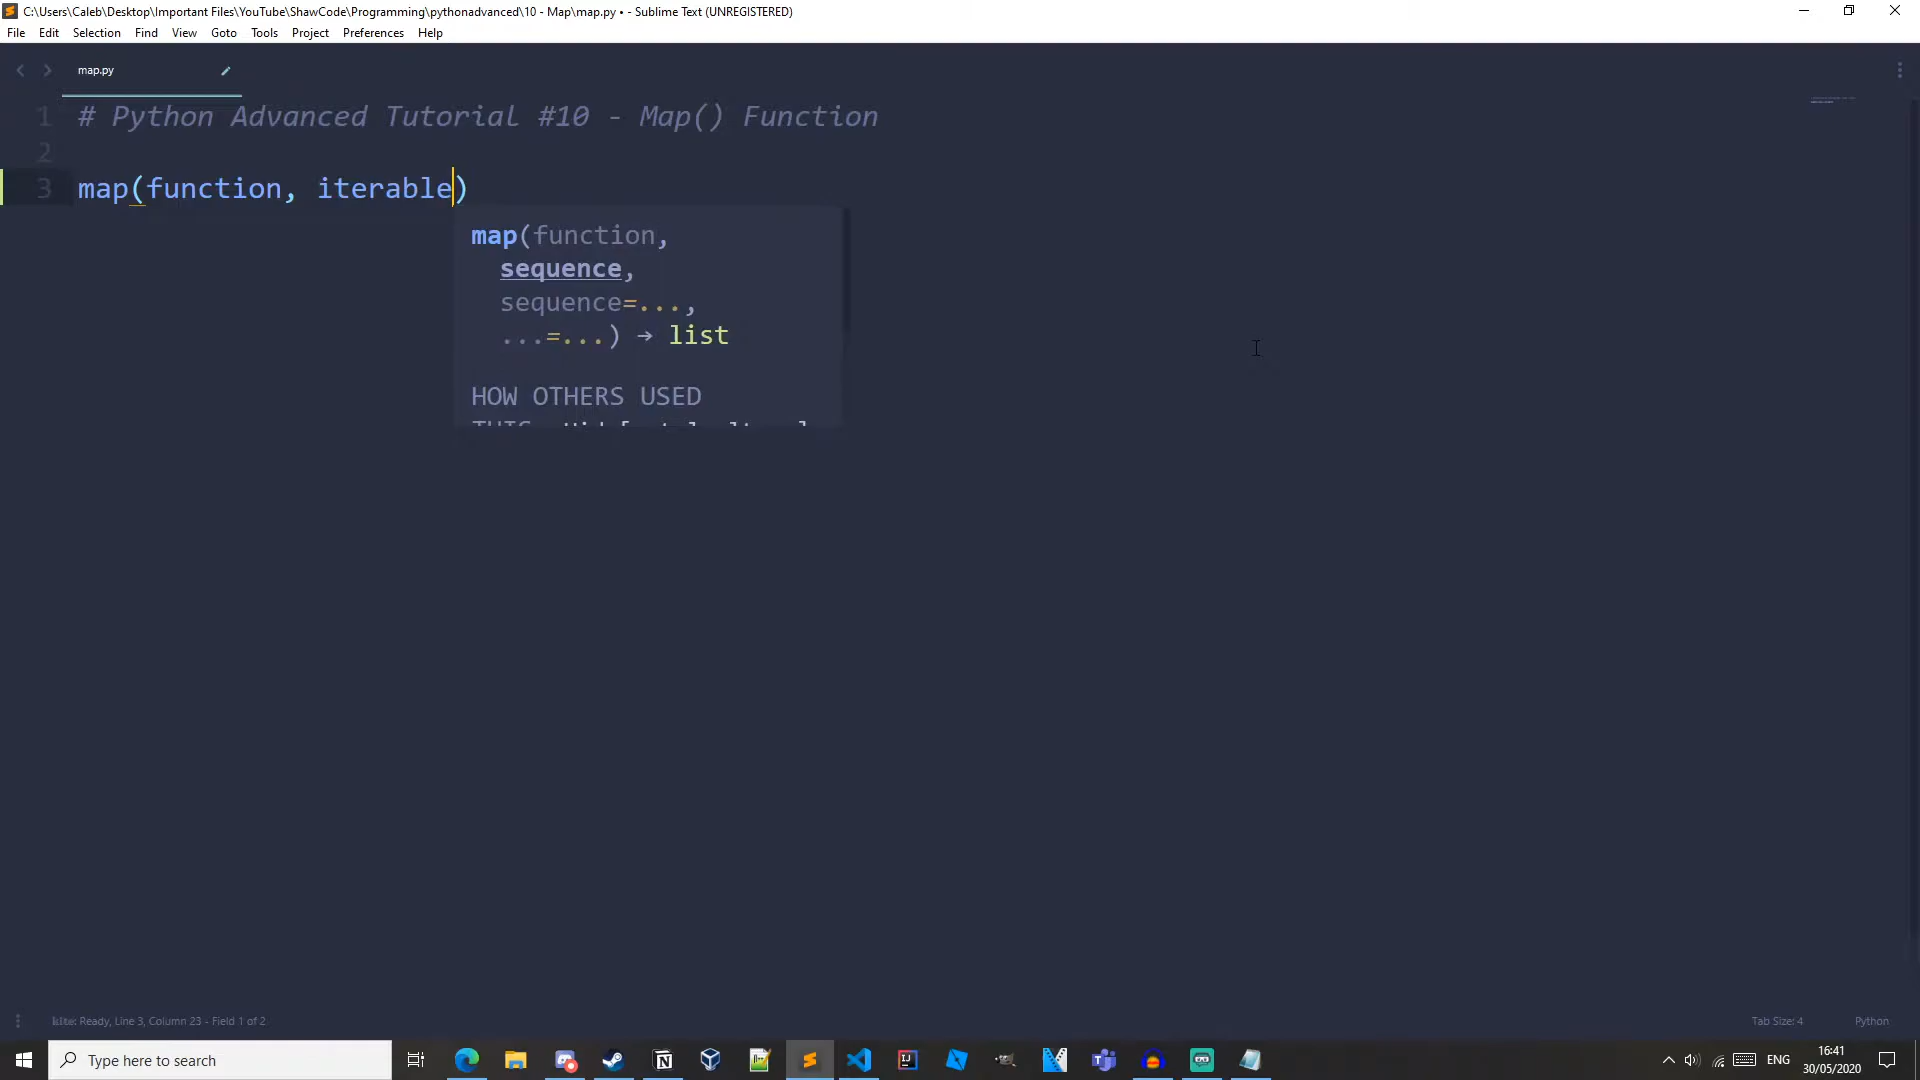 C:\Users\Caleb\Desktop\Important Files\YouTube\ShawCode\Programming\pythonadvanced\10 - Map\map.py • - Sublime Text (UNREGISTERED)
File Edit Selection Find View Goto Tools Project Preferences Help
map.py
1 # Python Advanced Tutorial #10 - Map() Function
2
3 map(function, iterable)
map(function,
sequence,
sequence=...,
...=...) → list
HOW OTHERS USED
THIS
Kite: Ready, Line 3, Column 23 - Field 1 of 2
Tab Size: 4 Python
Type here to search
ENG
16:41
30/05/2020